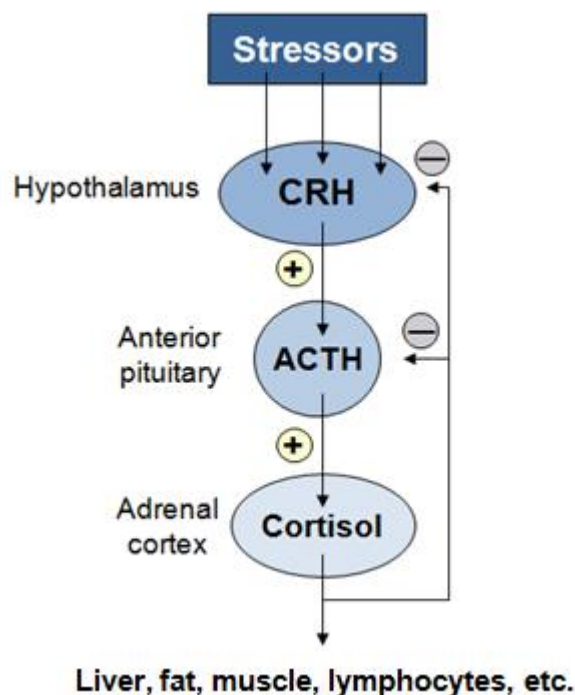 Stressors
−
Hypothalamus
CRH
+
−
Anterior
pituitary
ACTH
+
Adrenal
cortex
Cortisol
Liver, fat, muscle, lymphocytes, etc.